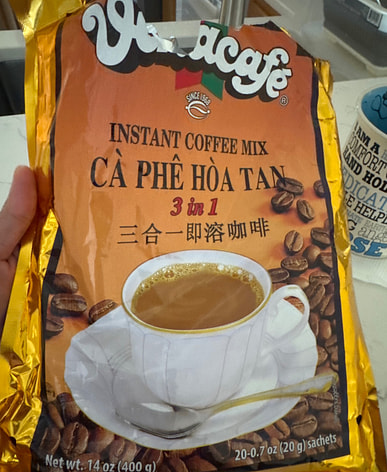 Vinacafé
®
SINCE 1968
INSTANT COFFEE MIX
CÀ PHÊ HÒA TAN
3 in 1
三合一即溶咖啡
Net wt. 14 oz (400 g)
20-0.7 oz (20 g) sachets